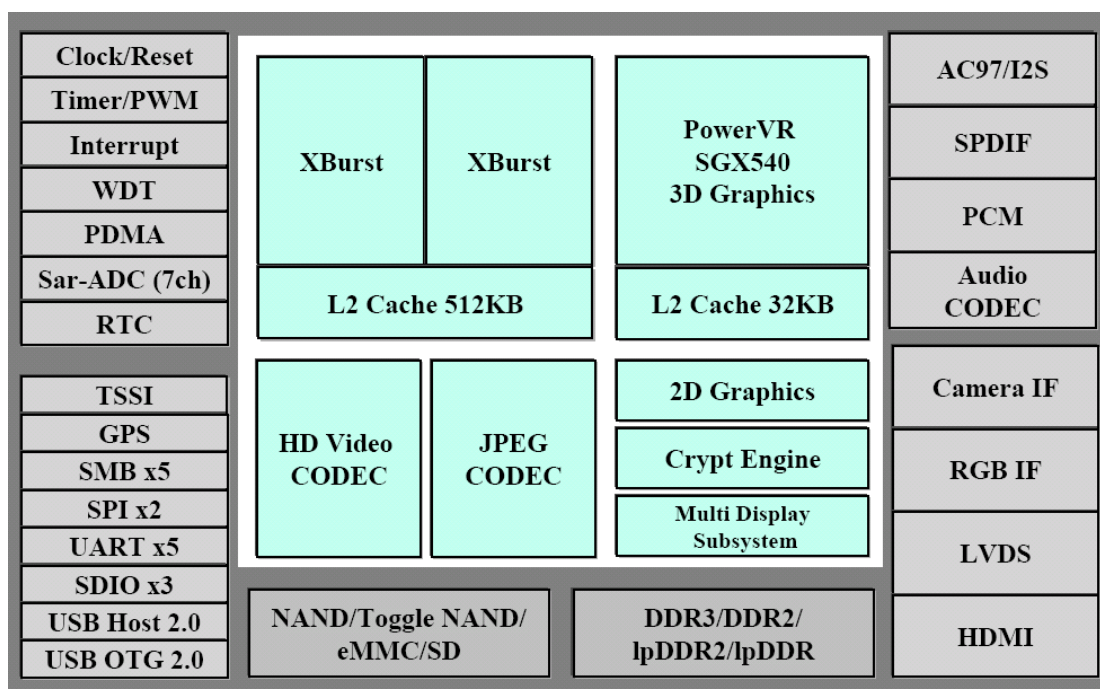 Clock/Reset
Timer/PWM
Interrupt
WDT
PDMA
Sar-ADC (7ch)
RTC
TSSI
GPS
SMB x5
SPI x2
UART x5
SDIO x3
USB Host 2.0
USB OTG 2.0
XBurst
XBurst
L2 Cache 512KB
PowerVR
SGX540
3D Graphics
L2 Cache 32KB
HD Video
CODEC
JPEG
CODEC
2D Graphics
Crypt Engine
Multi Display
Subsystem
NAND/Toggle NAND/
eMMC/SD
DDR3/DDR2/
lpDDR2/lpDDR
AC97/I2S
SPDIF
PCM
Audio
CODEC
Camera IF
RGB IF
LVDS
HDMI